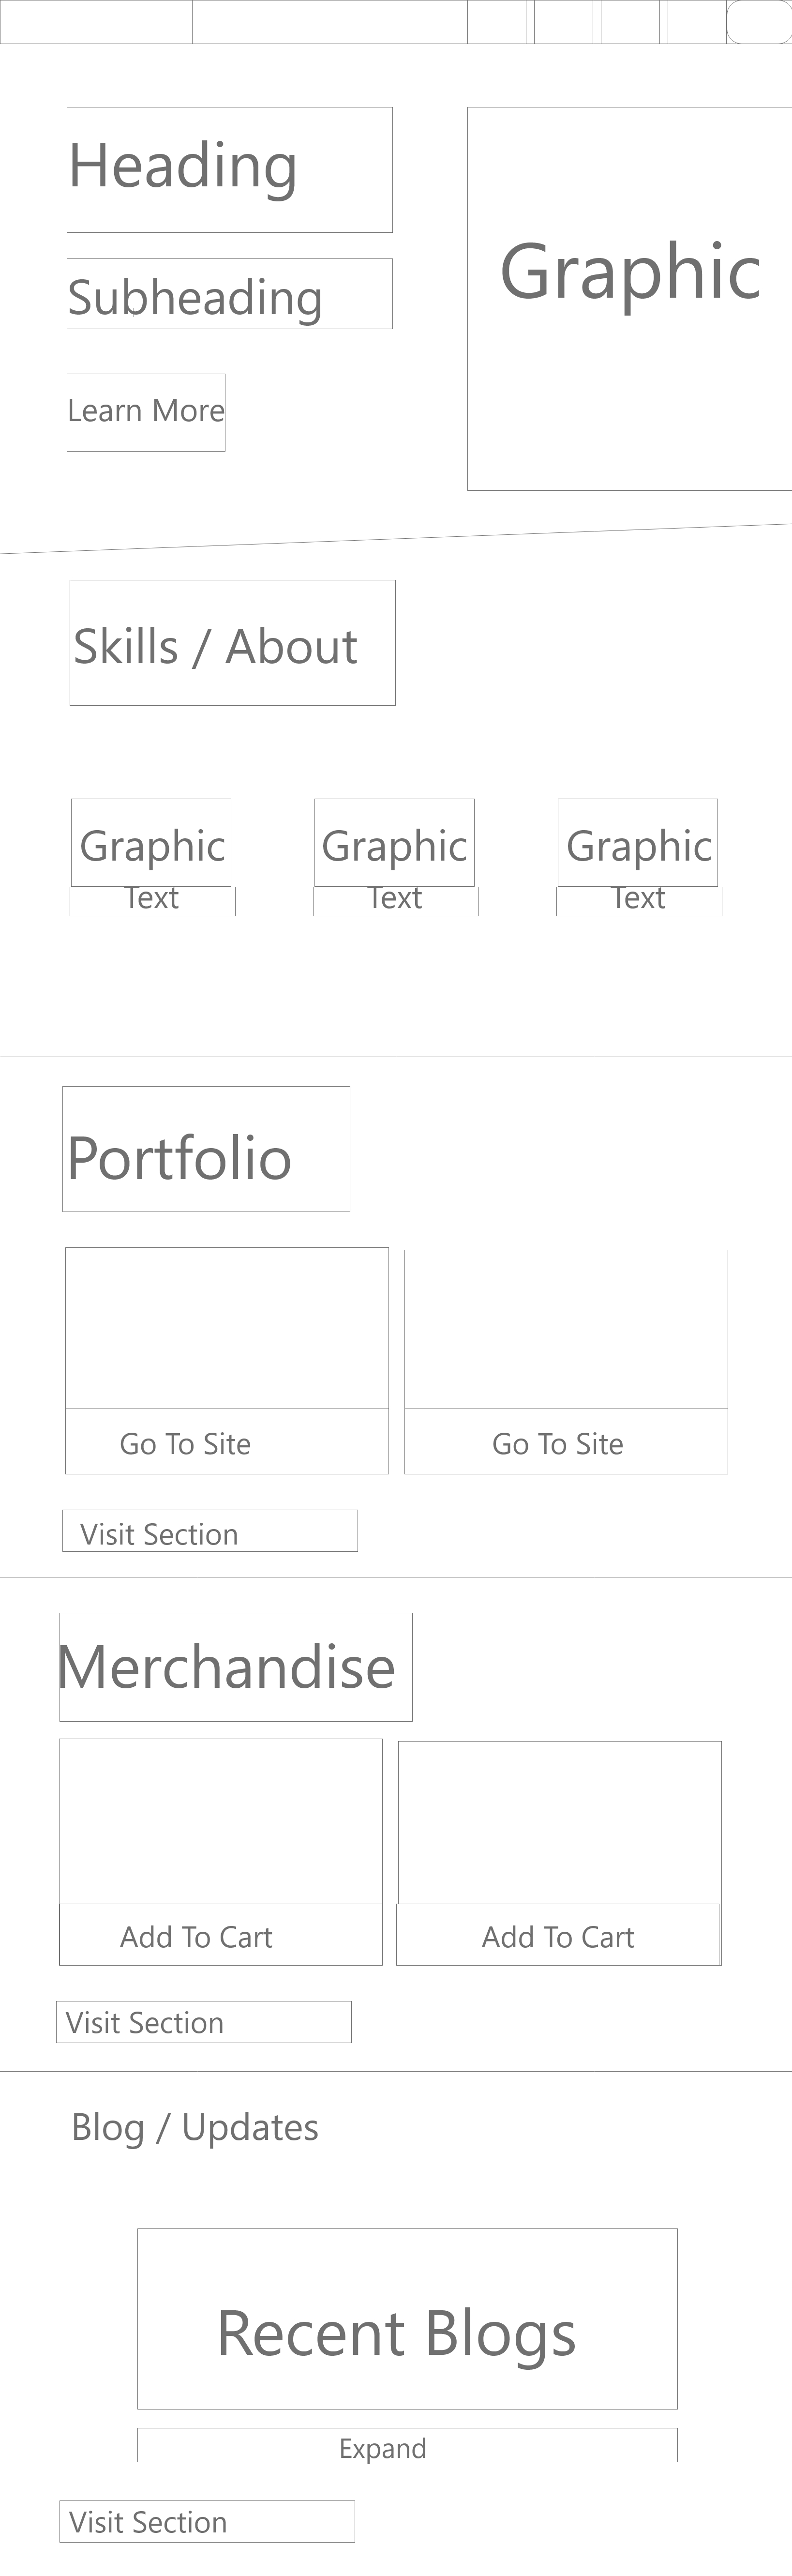 Heading
Graphic
Subheading
Learn More
Skills / About
Graphic
Graphic
Graphic
Text
Text
Text
Portfolio
Go To Site
Go To Site
Visit Section
Merchandise
Add To Cart
Add To Cart
Visit Section
Blog / Updates
Recent Blogs
Expand
Visit Section